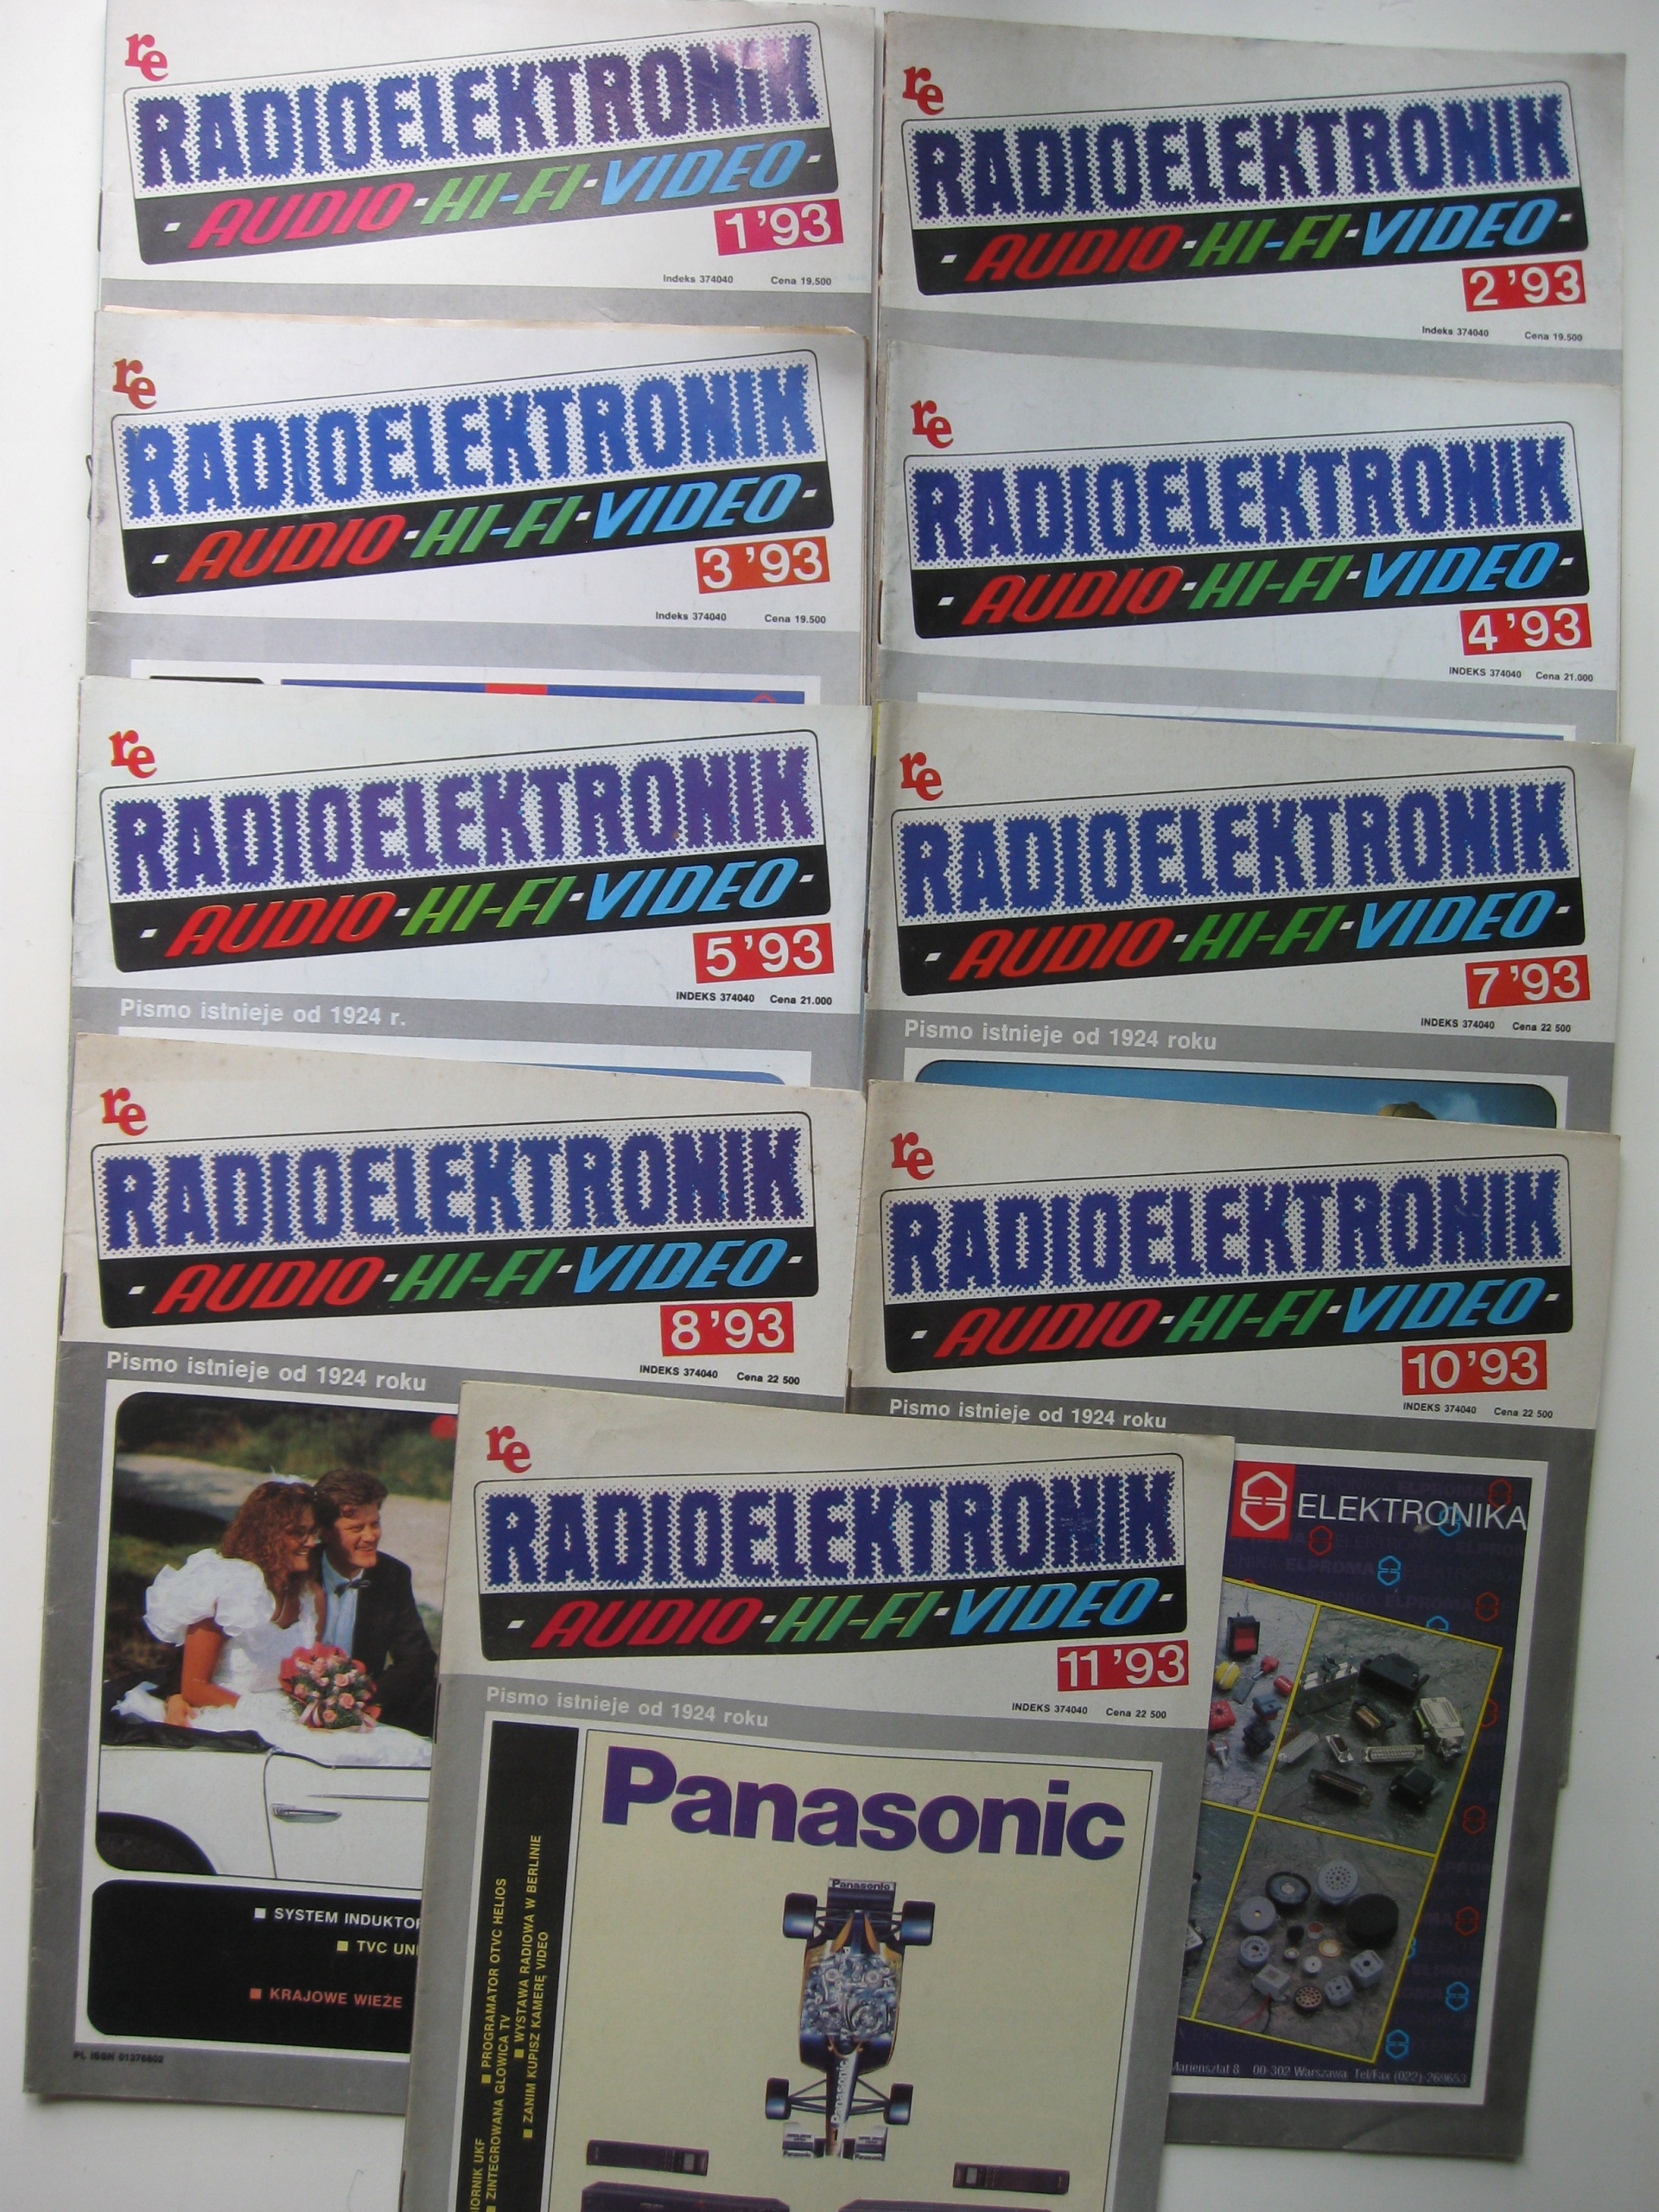 re
RADIOELEKTRONIK
- AUDIO - HI-FI - VIDEO -
1 '93
Indeks 374040 Cena 19.500
re
RADIOELEKTRONIK
- AUDIO - HI-FI - VIDEO -
2 '93
Indeks 374040 Cena 19.500
re
RADIOELEKTRONIK
- AUDIO - HI-FI - VIDEO -
3 '93
Indeks 374040 Cena 19.500
re
RADIOELEKTRONIK
- AUDIO - HI-FI - VIDEO -
4 '93
INDEKS 374040 Cena 21.000
re
RADIOELEKTRONIK
- AUDIO - HI-FI - VIDEO -
5 '93
INDEKS 374040 Cena 21.000
Pismo istnieje od 1924 r.
re
RADIOELEKTRONIK
- AUDIO - HI-FI - VIDEO -
7 '93
INDEKS 374040 Cena 22 500
Pismo istnieje od 1924 roku
re
RADIOELEKTRONIK
- AUDIO - HI-FI - VIDEO -
8 '93
INDEKS 374040 Cena 22 500
Pismo istnieje od 1924 roku
■ SYSTEM INDUKTOR
■ TVC UNI
■ KRAJOWE WIEŻE
PL ISSN 01376802
re
RADIOELEKTRONIK
- AUDIO - HI-FI - VIDEO -
10 '93
INDEKS 374040 Cena 22 500
Pismo istnieje od 1924 roku
ELEKTRONIKA
Mariensztat 8 00-302 Warszawa Tel/Fax (022)-269653
re
RADIOELEKTRONIK
- AUDIO - HI-FI - VIDEO -
11 '93
INDEKS 374040 Cena 22 500
Pismo istnieje od 1924 roku
IORNIK UKF ■ PROGRAMATOR OTVC HELIOS
■ ZINTEGROWANA GŁOWICA TV ■ WYSTAWA RADIOWA W BERLINIE
■ ZANIM KUPISZ KAMERĘ VIDEO
Panasonic
Panasonic
Panasonic
Panasonic
Panasonic